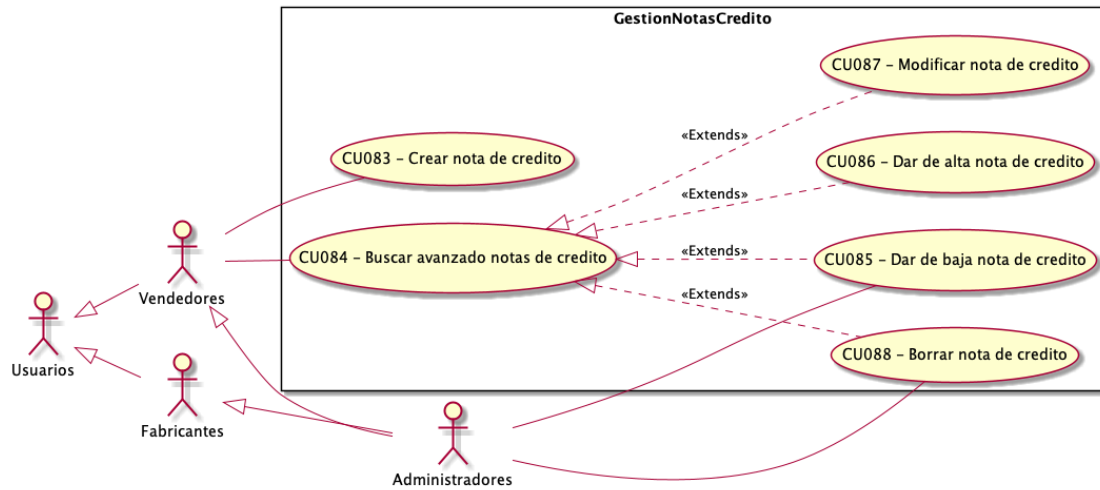 GestionNotasCredito
CU087 – Modificar nota de credito
«Extends»
CU083 – Crear nota de credito
CU086 – Dar de alta nota de credito
«Extends»
CU084 – Buscar avanzado notas de credito
«Extends»
CU085 – Dar de baja nota de credito
Vendedores
«Extends»
CU088 – Borrar nota de credito
Usuarios
Fabricantes
Administradores